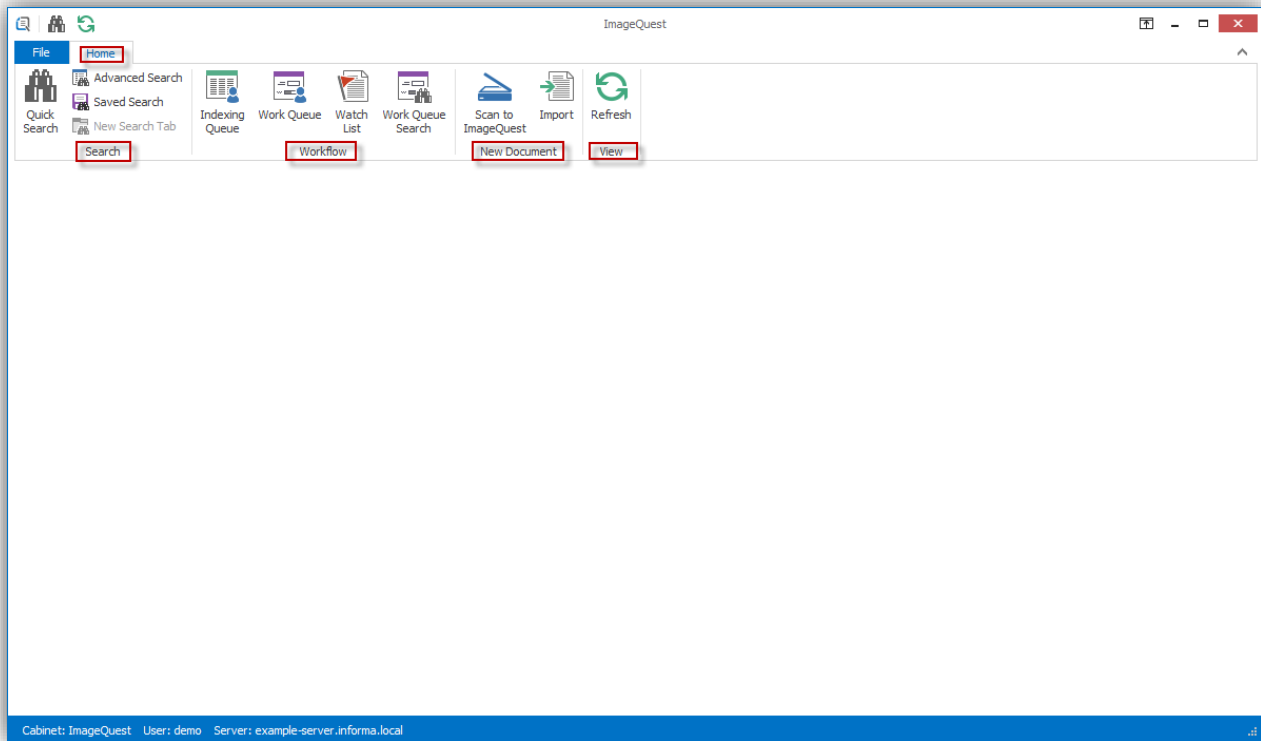 ImageQuest
File
Home
Quick
Search
Advanced Search
Saved Search
New Search Tab
Search
Indexing
Queue
Work Queue
Watch
List
Work Queue
Search
Workflow
Scan to
ImageQuest
Import
New Document
Refresh
View
Cabinet: ImageQuest User: demo Server: example-server.informa.local